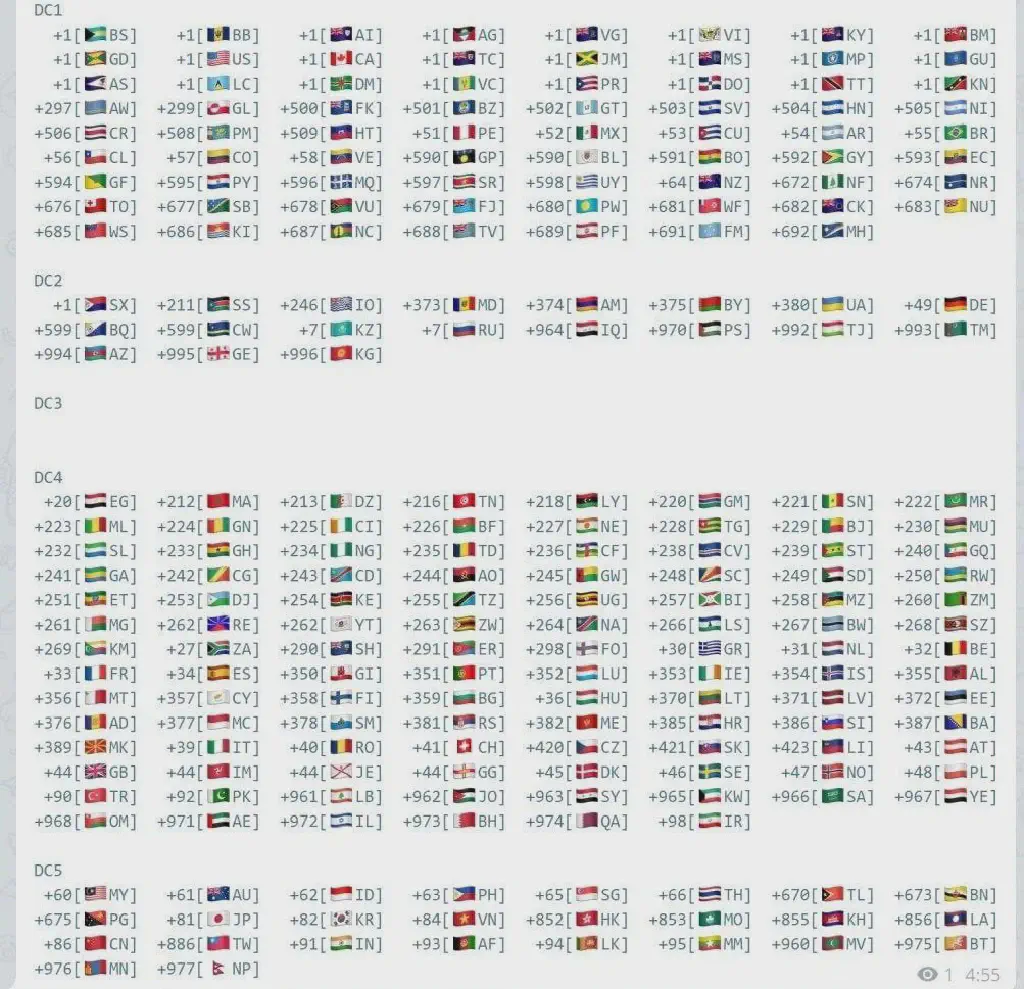 DC1
+1[🇧🇸BS] +1[🇧🇧BB] +1[🇦🇮AI] +1[🇦🇬AG] +1[🇻🇬VG] +1[🇻🇮VI] +1[🇰🇾KY] +1[🇧🇲BM]
+1[🇬🇩GD] +1[🇺🇸US] +1[🇨🇦CA] +1[🇹🇨TC] +1[🇯🇲JM] +1[🇲🇸MS] +1[🇲🇵MP] +1[🇬🇺GU]
+1[🇦🇸AS] +1[🇱🇨LC] +1[🇩🇲DM] +1[🇻🇨VC] +1[🇵🇷PR] +1[🇩🇴DO] +1[🇹🇹TT] +1[🇰🇳KN]
+297[🇦🇼AW] +299[🇬🇱GL] +500[🇫🇰FK] +501[🇧🇿BZ] +502[🇬🇹GT] +503[🇸🇻SV] +504[🇭🇳HN] +505[🇳🇮NI]
+506[🇨🇷CR] +508[🇵🇲PM] +509[🇭🇹HT] +51[🇵🇪PE] +52[🇲🇽MX] +53[🇨🇺CU] +54[🇦🇷AR] +55[🇧🇷BR]
+56[🇨🇱CL] +57[🇨🇴CO] +58[🇻🇪VE] +590[🇬🇵GP] +590[🇧🇱BL] +591[🇧🇴BO] +592[🇬🇾GY] +593[🇪🇨EC]
+594[🇬🇫GF] +595[🇵🇾PY] +596[🇲🇶MQ] +597[🇸🇷SR] +598[🇺🇾UY] +64[🇳🇿NZ] +672[🇳🇫NF] +674[🇳🇷NR]
+676[🇹🇴TO] +677[🇸🇧SB] +678[🇻🇺VU] +679[🇫🇯FJ] +680[🇵🇼PW] +681[🇼🇫WF] +682[🇨🇰CK] +683[🇳🇺NU]
+685[🇼🇸WS] +686[🇰🇮KI] +687[🇳🇨NC] +688[🇹🇻TV] +689[🇵🇫PF] +691[🇫🇲FM] +692[🇲🇭MH]
DC2
+1[🇸🇽SX] +211[🇸🇸SS] +246[🇮🇴IO] +373[🇲🇩MD] +374[🇦🇲AM] +375[🇧🇾BY] +380[🇺🇦UA] +49[🇩🇪DE]
+599[🇧🇶BQ] +599[🇨🇼CW] +7[🇰🇿KZ] +7[🇷🇺RU] +964[🇮🇶IQ] +970[🇵🇸PS] +992[🇹🇯TJ] +993[🇹🇲TM]
+994[🇦🇿AZ] +995[🇬🇪GE] +996[🇰🇬KG]
DC3
DC4
+20[🇪🇬EG] +212[🇲🇦MA] +213[🇩🇿DZ] +216[🇹🇳TN] +218[🇱🇾LY] +220[🇬🇲GM] +221[🇸🇳SN] +222[🇲🇷MR]
+223[🇲🇱ML] +224[🇬🇳GN] +225[🇨🇮CI] +226[🇧🇫BF] +227[🇳🇪NE] +228[🇹🇬TG] +229[🇧🇯BJ] +230[🇲🇺MU]
+232[🇸🇱SL] +233[🇬🇭GH] +234[🇳🇬NG] +235[🇹🇩TD] +236[🇨🇫CF] +238[🇨🇻CV] +239[🇸🇹ST] +240[🇬🇶GQ]
+241[🇬🇦GA] +242[🇨🇬CG] +243[🇨🇩CD] +244[🇦🇴AO] +245[🇬🇼GW] +248[🇸🇨SC] +249[🇸🇩SD] +250[🇷🇼RW]
+251[🇪🇹ET] +253[🇩🇯DJ] +254[🇰🇪KE] +255[🇹🇿TZ] +256[🇺🇬UG] +257[🇧🇮BI] +258[🇲🇿MZ] +260[🇿🇲ZM]
+261[🇲🇬MG] +262[🇷🇪RE] +262[🇾🇹YT] +263[🇿🇼ZW] +264[🇳🇦NA] +266[🇱🇸LS] +267[🇧🇼BW] +268[🇸🇿SZ]
+269[🇰🇲KM] +27[🇿🇦ZA] +290[🇸🇭SH] +291[🇪🇷ER] +298[🇫🇴FO] +30[🇬🇷GR] +31[🇳🇱NL] +32[🇧🇪BE]
+33[🇫🇷FR] +34[🇪🇸ES] +350[🇬🇮GI] +351[🇵🇹PT] +352[🇱🇺LU] +353[🇮🇪IE] +354[🇮🇸IS] +355[🇦🇱AL]
+356[🇲🇹MT] +357[🇨🇾CY] +358[🇫🇮FI] +359[🇧🇬BG] +36[🇭🇺HU] +370[🇱🇹LT] +371[🇱🇻LV] +372[🇪🇪EE]
+376[🇦🇩AD] +377[🇲🇨MC] +378[🇸🇲SM] +381[🇷🇸RS] +382[🇲🇪ME] +385[🇭🇷HR] +386[🇸🇮SI] +387[🇧🇦BA]
+389[🇲🇰MK] +39[🇮🇹IT] +40[🇷🇴RO] +41[🇨🇭CH] +420[🇨🇿CZ] +421[🇸🇰SK] +423[🇱🇮LI] +43[🇦🇹AT]
+44[🇬🇧GB] +44[🇮🇲IM] +44[🇯🇪JE] +44[🇬🇬GG] +45[🇩🇰DK] +46[🇸🇪SE] +47[🇳🇴NO] +48[🇵🇱PL]
+90[🇹🇷TR] +92[🇵🇰PK] +961[🇱🇧LB] +962[🇯🇴JO] +963[🇸🇾SY] +965[🇰🇼KW] +966[🇸🇦SA] +967[🇾🇪YE]
+968[🇴🇲OM] +971[🇦🇪AE] +972[🇮🇱IL] +973[🇧🇭BH] +974[🇶🇦QA] +98[🇮🇷IR]
DC5
+60[🇲🇾MY] +61[🇦🇺AU] +62[🇮🇩ID] +63[🇵🇭PH] +65[🇸🇬SG] +66[🇹🇭TH] +670[🇹🇱TL] +673[🇧🇳BN]
+675[🇵🇬PG] +81[🇯🇵JP] +82[🇰🇷KR] +84[🇻🇳VN] +852[🇭🇰HK] +853[🇲🇴MO] +855[🇰🇭KH] +856[🇱🇦LA]
+86[🇨🇳CN] +886[🇹🇼TW] +91[🇮🇳IN] +93[🇦🇫AF] +94[🇱🇰LK] +95[🇲🇲MM] +960[🇲🇻MV] +975[🇧🇹BT]
+976[🇲🇳MN] +977[🇳🇵NP]
1 4:55